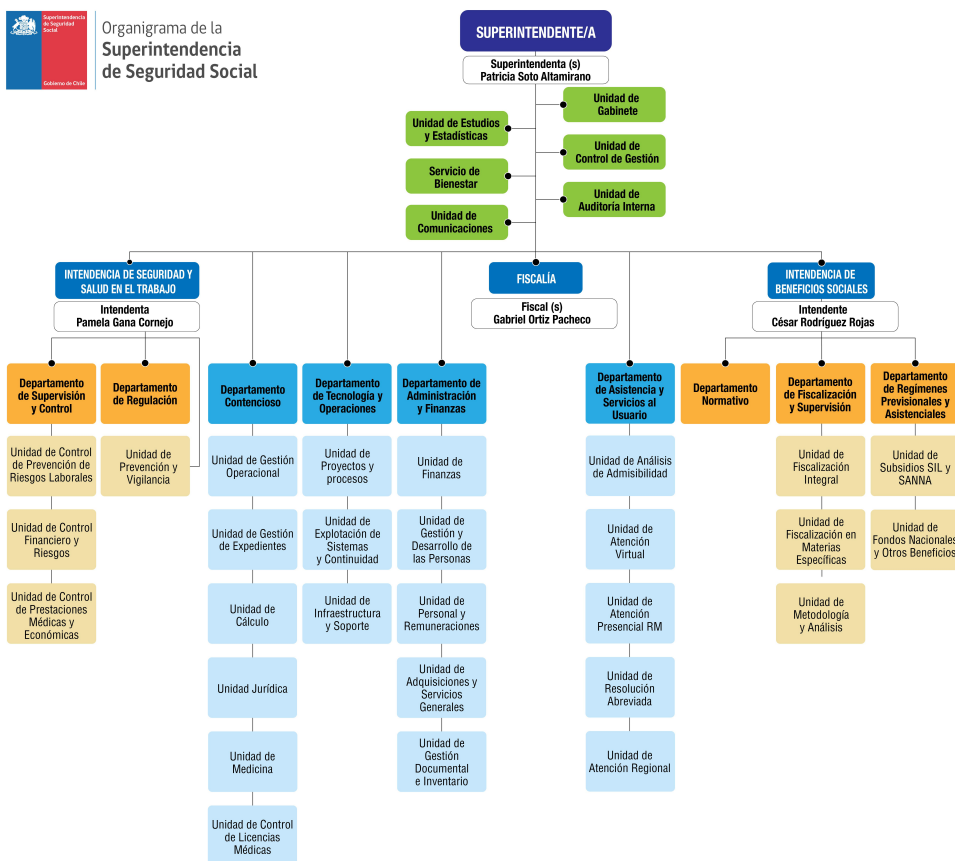 Superintendencia
de Seguridad
Social
Gobierno de Chile
Organigrama de la
Superintendencia
de Seguridad Social
SUPERINTENDENTE/A
Superintendenta (s)
Patricia Soto Altamirano
Unidad de
Gabinete
Unidad de Estudios
y Estadísticas
Unidad de
Control de Gestión
Servicio de
Bienestar
Unidad de
Auditoría Interna
Unidad de
Comunicaciones
INTENDENCIA DE SEGURIDAD Y
SALUD EN EL TRABAJO
Intendenta
Pamela Gana Cornejo
FISCALÍA
Fiscal (s)
Gabriel Ortiz Pacheco
INTENDENCIA DE
BENEFICIOS SOCIALES
Intendente
César Rodríguez Rojas
Departamento
de Supervisión
y Control
Unidad de Control
de Prevención de
Riesgos Laborales
Unidad de Control
Financiero y
Riesgos
Unidad de Control
de Prestaciones
Médicas y
Económicas
Departamento
de Regulación
Unidad de
Prevención y
Vigilancia
Departamento
Contencioso
Unidad de Gestión
Operacional
Unidad de Gestión
de Expedientes
Unidad de
Cálculo
Unidad Jurídica
Unidad de
Medicina
Unidad de Control
de Licencias
Médicas
Departamento
de Tecnología y
Operaciones
Unidad de
Proyectos y
procesos
Unidad de
Explotación de
Sistemas
y Continuidad
Unidad de
Infraestructura
y Soporte
Departamento de
Administración
y Finanzas
Unidad de
Finanzas
Unidad de
Gestión y
Desarrollo de
las Personas
Unidad de
Personal y
Remuneraciones
Unidad de
Adquisiciones y
Servicios
Generales
Unidad de
Gestión
Documental
e Inventario
Departamento
de Asistencia y
Servicios al
Usuario
Unidad de Análisis
de Admisibilidad
Unidad de
Atención
Virtual
Unidad de
Atención
Presencial RM
Unidad de
Resolución
Abreviada
Unidad de
Atención Regional
Departamento
Normativo
Departamento
de Fiscalización
y Supervisión
Unidad de
Fiscalización
Integral
Unidad de
Fiscalización en
Materias
Específicas
Unidad de
Metodología
y Análisis
Departamento
de Regímenes
Previsionales y
Asistenciales
Unidad de
Subsidios SIL y
SANNA
Unidad de
Fondos Nacionales
y Otros Beneficios